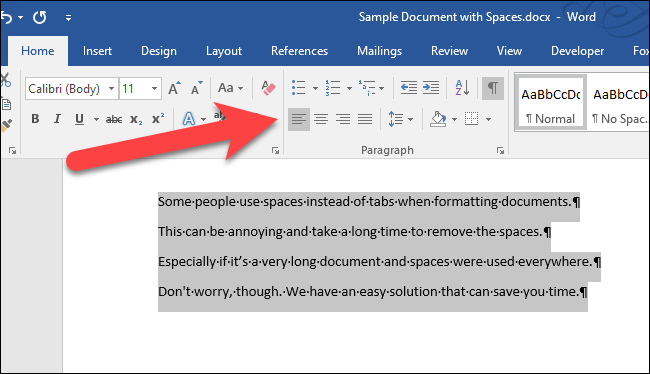 Sample Document with Spaces.docx - Word
Home Insert Design Layout References Mailings Review View Developer
Calibri (Body) 11 A A Aa A AaBbCcDc AaBbCcDc
B I U abc x₂ x² A ab ¶ Normal ¶ No Spac.
Paragraph
Some·people·use·spaces·instead·of·tabs·when·formatting·documents.¶
This·can·be·annoying·and·take·a·long·time·to·remove·the·spaces.¶
Especially·if·it’s·a·very·long·document·and·spaces·were·used·everywhere.¶
Don't·worry,·though.·We·have·an·easy·solution·that·can·save·you·time.¶